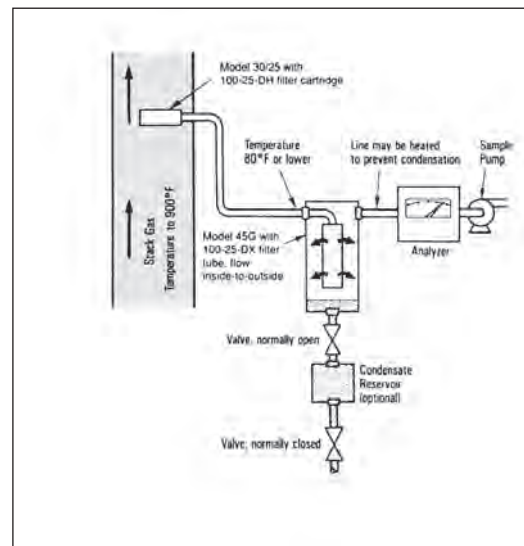 Model 30/25 with
100-25-DH filter cartridge
Temperature
80°F or lower
Line may be heated
to prevent condensation
Sample
Pump
Stack Gas
Temperature to 900°F
Model 45G with
100-25-DX filter
tube, flow
inside-to-outside
Analyzer
Valve, normally open
Condensate
Reservoir
(optional)
Valve, normally closed